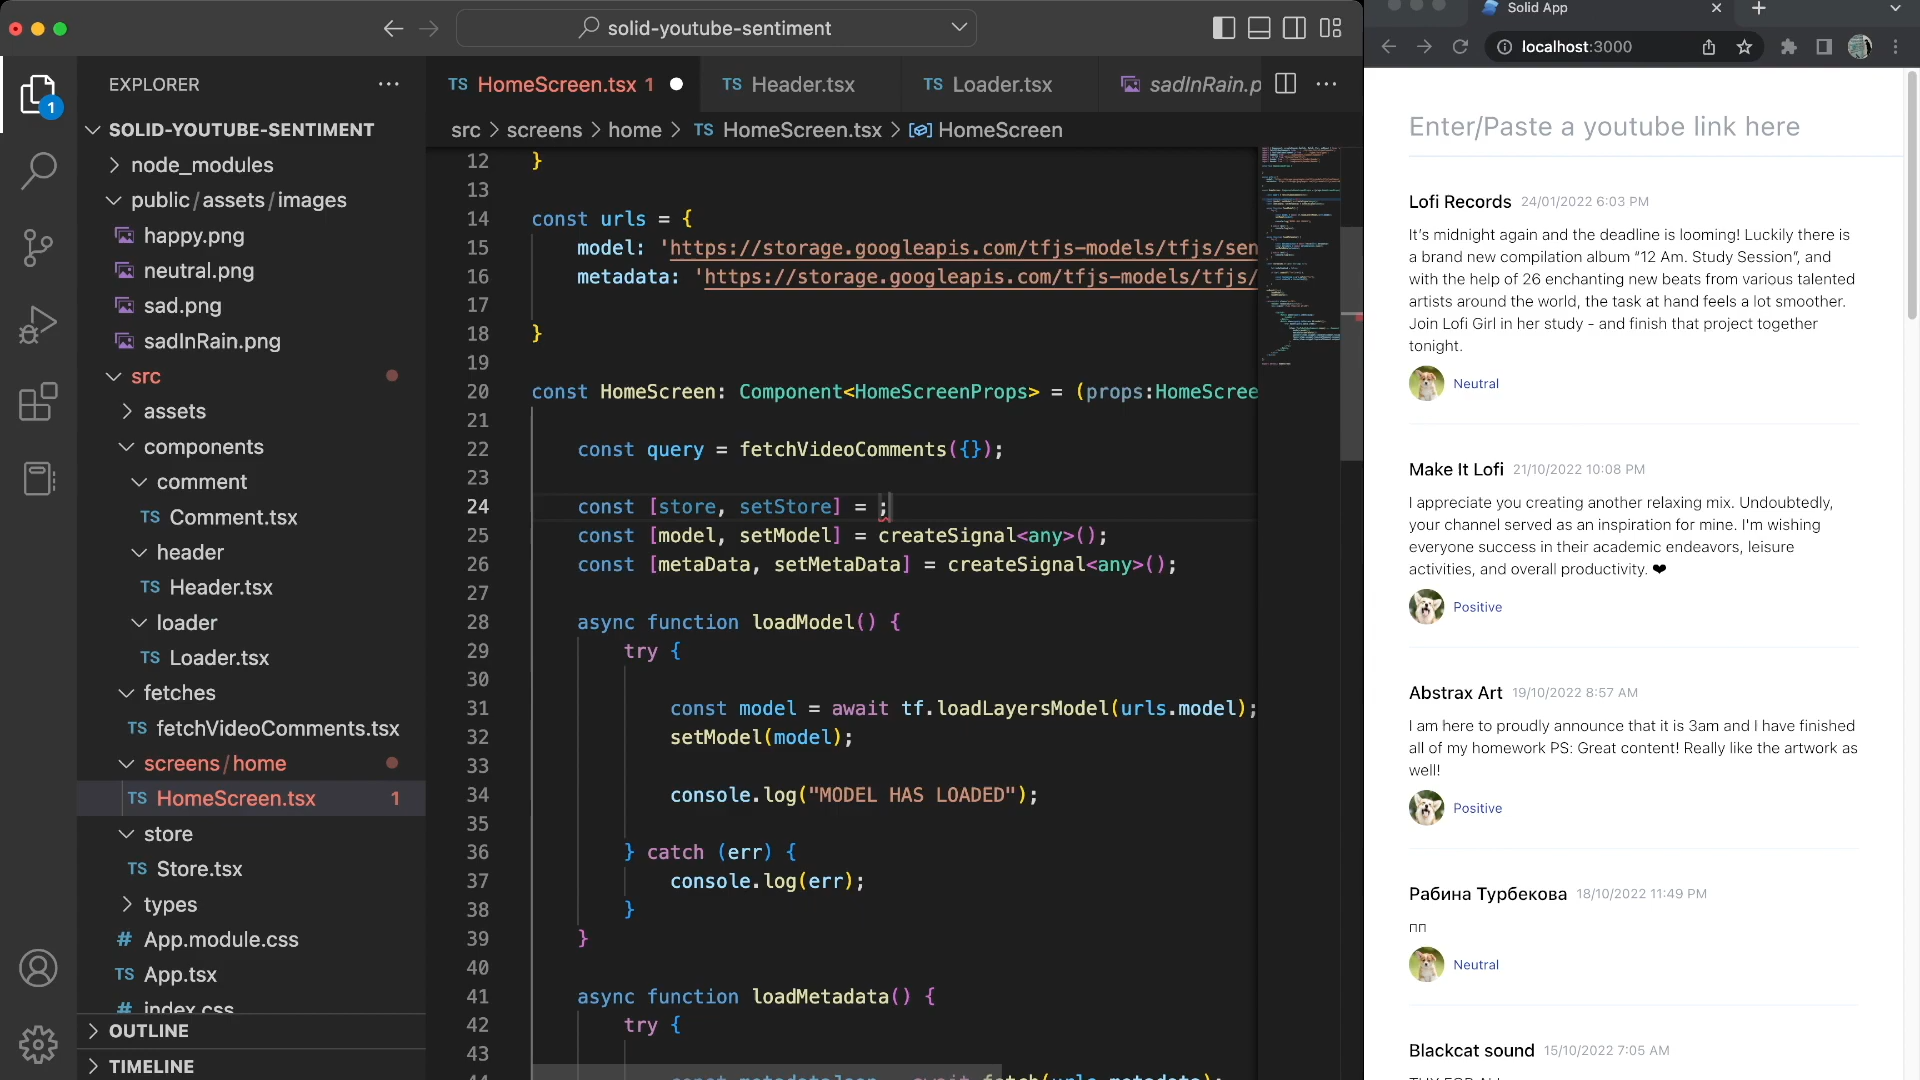 solid-youtube-sentiment
Solid App
localhost:3000
1
EXPLORER
SOLID-YOUTUBE-SENTIMENT
node_modules
public/assets/images
happy.png
neutral.png
sad.png
sadInRain.png
src
assets
components
comment
TS Comment.tsx
header
TS Header.tsx
loader
TS Loader.tsx
fetches
TS fetchVideoComments.tsx
screens/home
TS HomeScreen.tsx 1
store
TS Store.tsx
types
# App.module.css
TS App.tsx
# index.css
OUTLINE
TIMELINE
TS HomeScreen.tsx 1
TS Header.tsx
TS Loader.tsx
sadInRain.p
src > screens > home > TS HomeScreen.tsx > HomeScreen
12 }
13
14 const urls = {
15 model: 'https://storage.googleapis.com/tfjs-models/tfjs/sen
16 metadata: 'https://storage.googleapis.com/tfjs-models/tfjs/
17
18 }
19
20 const HomeScreen: Component<HomeScreenProps> = (props:HomeScree
21
22 const query = fetchVideoComments({});
23
24 const [store, setStore] = ;
25 const [model, setModel] = createSignal<any>();
26 const [metaData, setMetaData] = createSignal<any>();
27
28 async function loadModel() {
29 try {
30
31 const model = await tf.loadLayersModel(urls.model);
32 setModel(model);
33
34 console.log("MODEL HAS LOADED");
35
36 } catch (err) {
37 console.log(err);
38 }
39 }
40
41 async function loadMetadata() {
42 try {
43
Enter/Paste a youtube link here
Lofi Records 24/01/2022 6:03 PM
It’s midnight again and the deadline is looming! Luckily there is
a brand new compilation album “12 Am. Study Session”, and
with the help of 26 enchanting new beats from various talented
artists around the world, the task at hand feels a lot smoother.
Join Lofi Girl in her study - and finish that project together
tonight.
Neutral
Make It Lofi 21/10/2022 10:08 PM
I appreciate you creating another relaxing mix. Undoubtedly,
your channel served as an inspiration for mine. I'm wishing
everyone success in their academic endeavors, leisure
activities, and overall productivity. ❤
Positive
Abstrax Art 19/10/2022 8:57 AM
I am here to proudly announce that it is 3am and I have finished
all of my homework PS: Great content! Really like the artwork as
well!
Positive
Рабина Турбекова 18/10/2022 11:49 PM
пп
Neutral
Blackcat sound 15/10/2022 7:05 AM